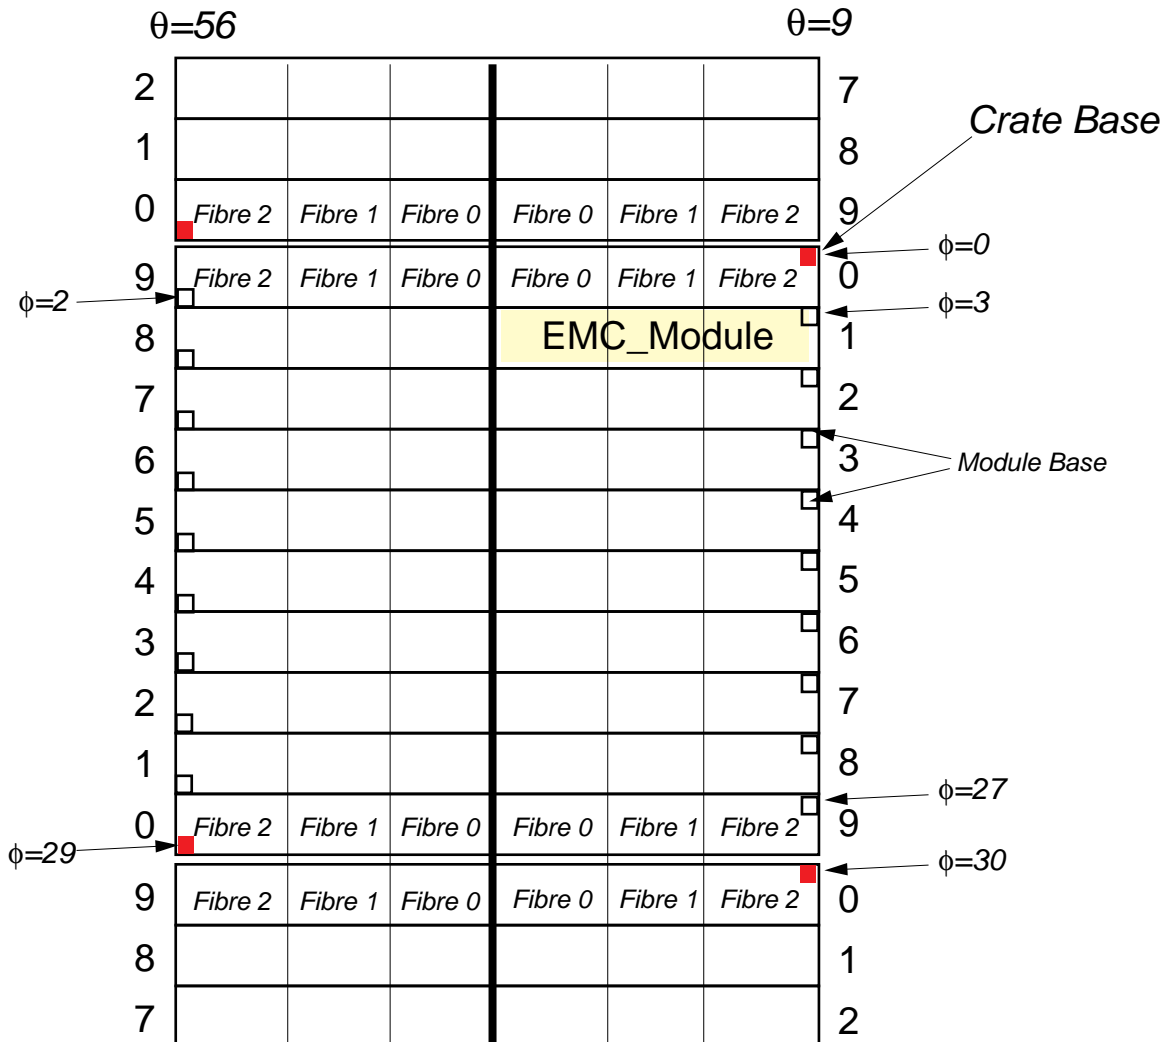 θ=56 θ=9
2 7
Crate Base
1 8
0 Fibre 2 Fibre 1 Fibre 0 Fibre 0 Fibre 1 Fibre 2 9
ϕ=0
9 Fibre 2 Fibre 1 Fibre 0 Fibre 0 Fibre 1 Fibre 2 0
ϕ=2 ϕ=3
8 EMC_Module 1
7 2
6 3 Module Base
5 4
4 5
3 6
2 7
1 8
ϕ=27
0 Fibre 2 Fibre 1 Fibre 0 Fibre 0 Fibre 1 Fibre 2 9
ϕ=29 ϕ=30
9 Fibre 2 Fibre 1 Fibre 0 Fibre 0 Fibre 1 Fibre 2 0
8 1
7 2